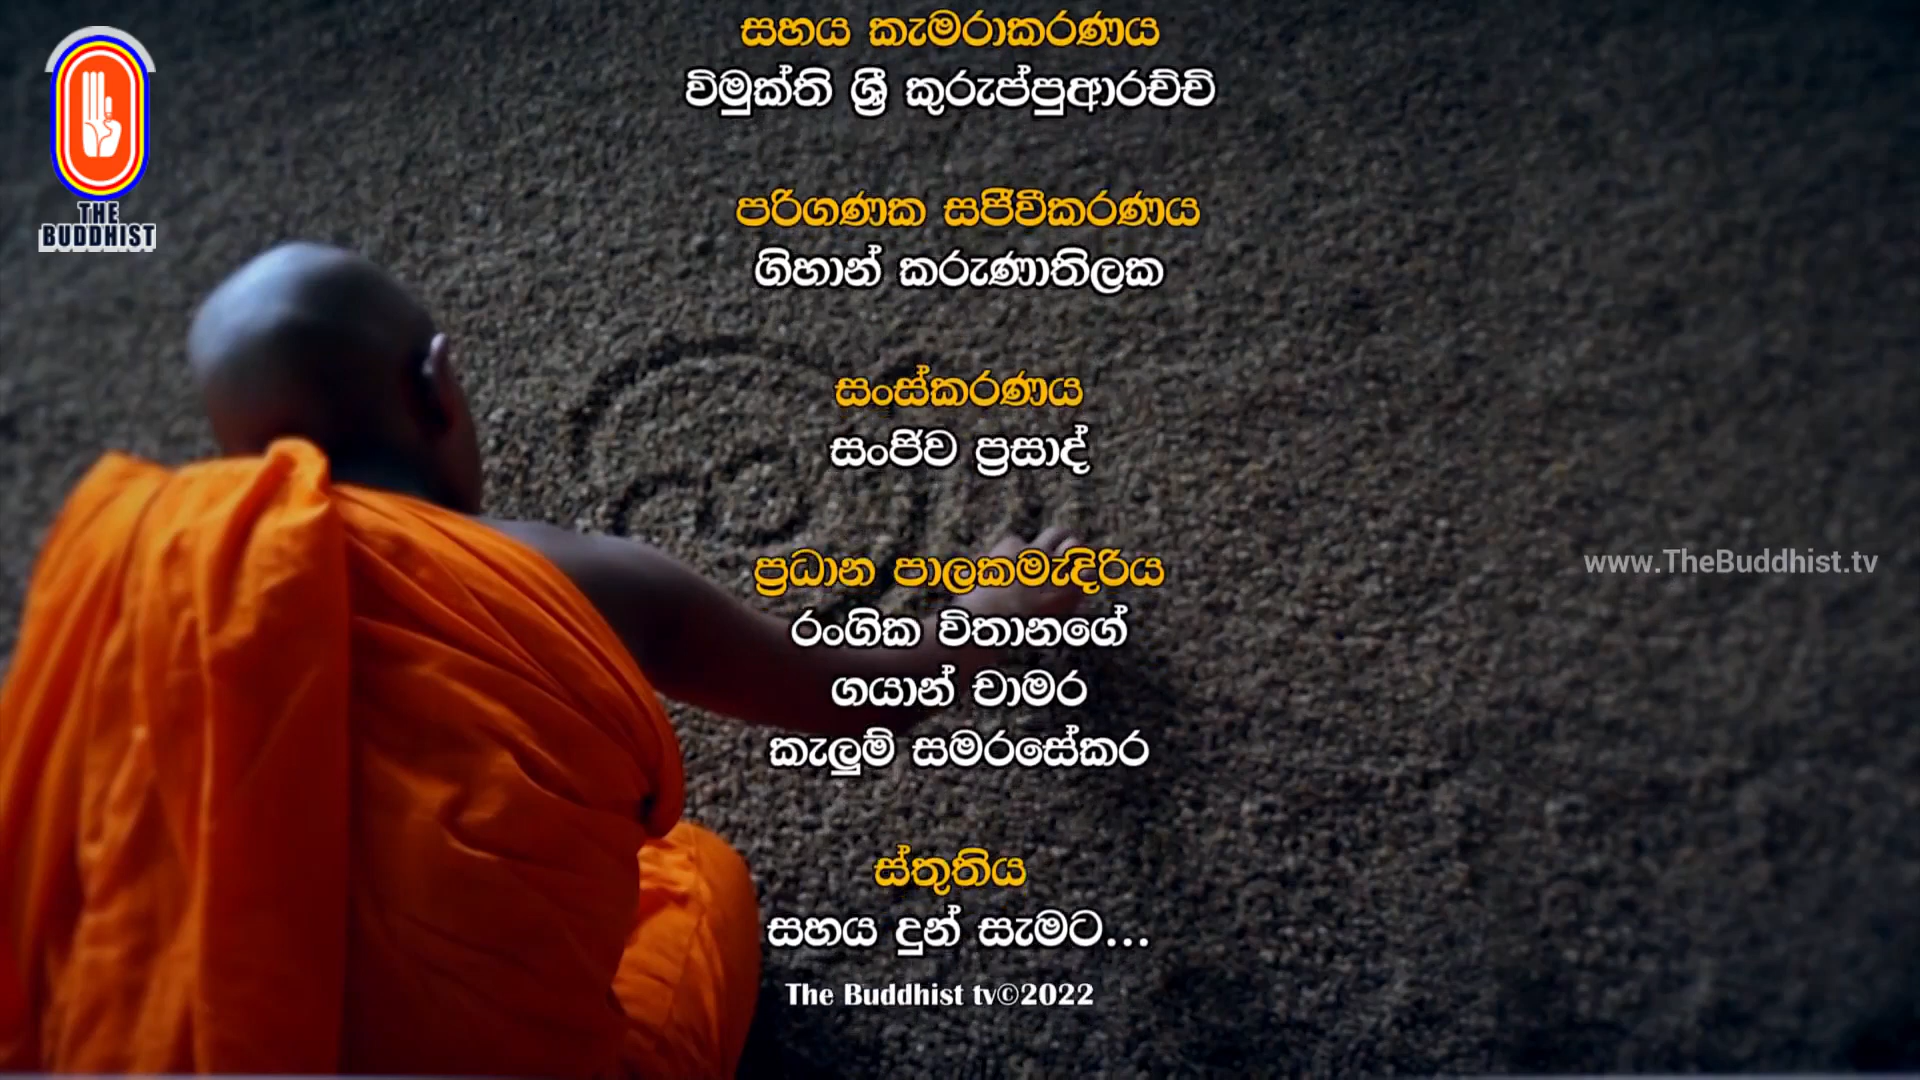 සහය කැමරාකරණය
විමුක්ති ශ්‍රී කුරුප්පුආරච්චි
THE
BUDDHIST
පරිගණක සජීවීකරණය
ගිහාන් කරුණාතිලක
සංස්කරණය
සංජිව ප්‍රසාද්
www.TheBuddhist.tv
ප්‍රධාන පාලකමැදිරිය
රංගික විතානගේ
ගයාන් චාමර
කැලුම් සමරසේකර
ස්තූතිය
සහය දුන් සැමට...
The Buddhist tv©2022